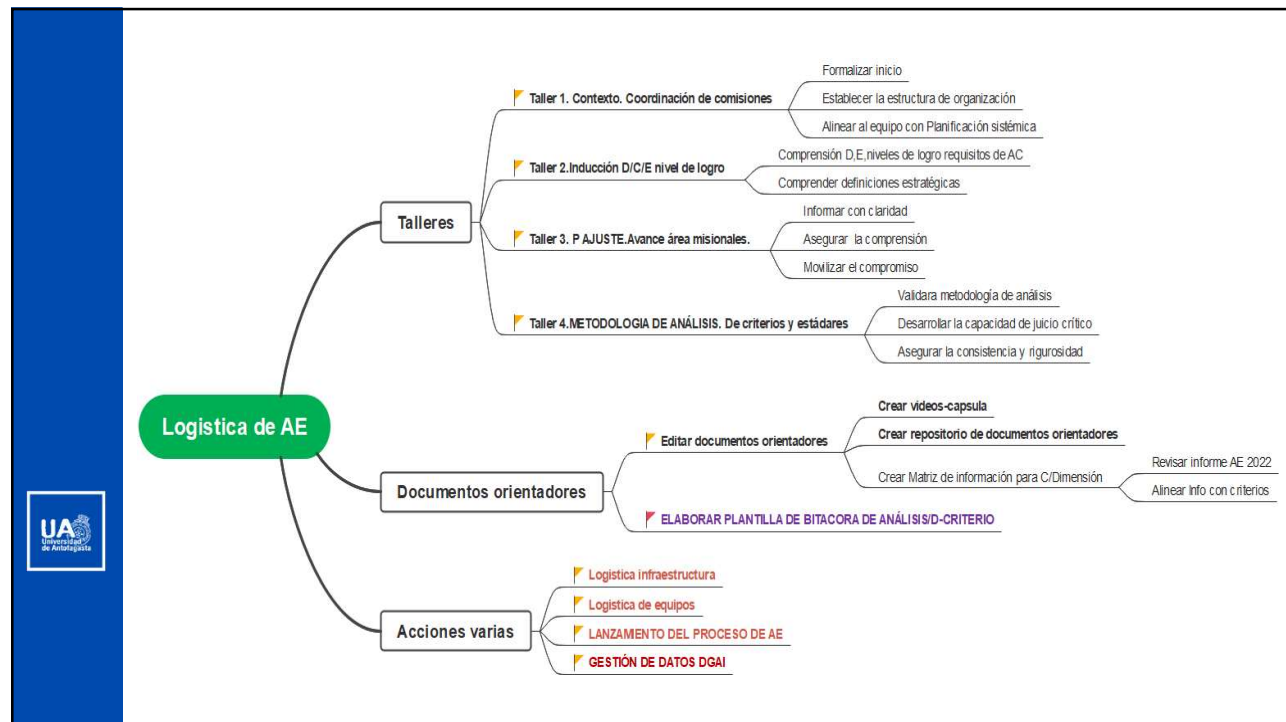 Formalizar inicio
Taller 1. Contexto. Coordinación de comisiones
Establecer la estructura de organización
Alinear al equipo con Planificación sistémica
Taller 2.Inducción D/C/E nivel de logro
Comprensión D,E,niveles de logro requisitos de AC
Comprender definiciones estratégicas
Talleres
Informar con claridad
Taller 3. P AJUSTE.Avance área misionales.
Asegurar la comprensión
Movilizar el compromiso
Validara metodología de análisis
Taller 4.METODOLOGIA DE ANÁLISIS. De criterios y estádares
Desarrollar la capacidad de juicio crítico
Asegurar la consistencia y rigurosidad
Logistica de AE
Crear videos-capsula
Editar documentos orientadores
Crear repositorio de documentos orientadores
Documentos orientadores
Crear Matriz de información para C/Dimensión
Revisar informe AE 2022
Alinear Info con criterios
ELABORAR PLANTILLA DE BITACORA DE ANÁLISIS/D-CRITERIO
Acciones varias
Logistica infraestructura
Logistica de equipos
LANZAMIENTO DEL PROCESO DE AE
GESTIÓN DE DATOS DGAI
UA
Universidad
de Antofagasta